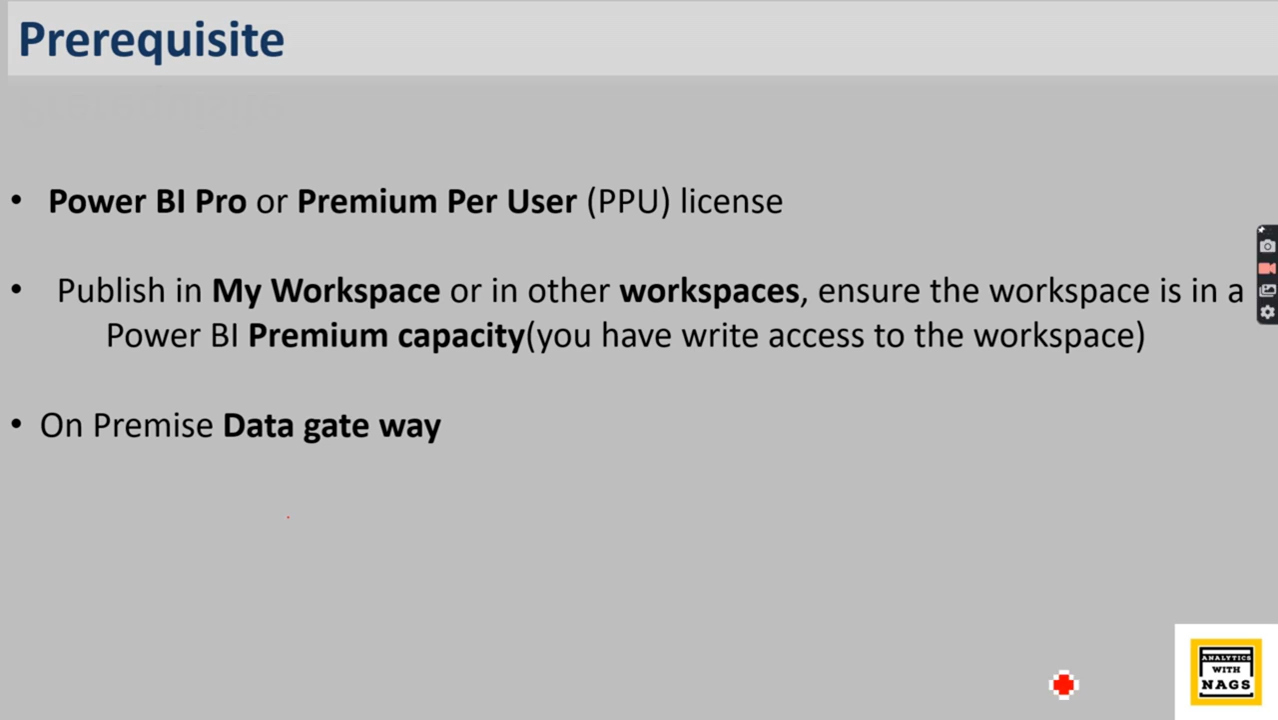 Prerequisite
• Power BI Pro or Premium Per User (PPU) license
• Publish in My Workspace or in other workspaces, ensure the workspace is in a
Power BI Premium capacity(you have write access to the workspace)
• On Premise Data gate way
ANALYTICS
WITH
NAGS